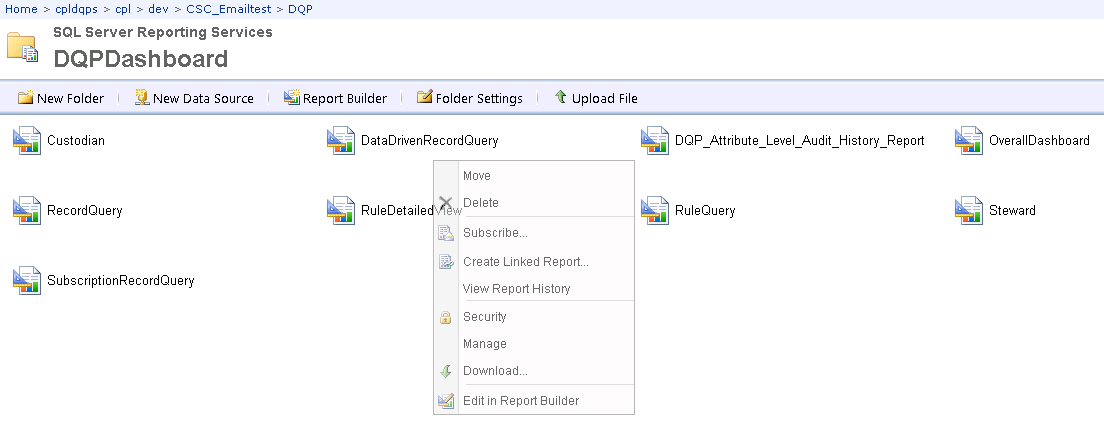 Home > cpldqps > cpl > dev > CSC_Emailtest > DQP
SQL Server Reporting Services
DQPDashboard
New Folder New Data Source Report Builder Folder Settings Upload File
Custodian DataDrivenRecordQuery DQP_Attribute_Level_Audit_History_Report OverallDashboard
Move
Delete
RecordQuery RuleDetailedView RuleQuery Steward
Subscribe...
Create Linked Report...
SubscriptionRecordQuery
View Report History
Security
Manage
Download...
Edit in Report Builder